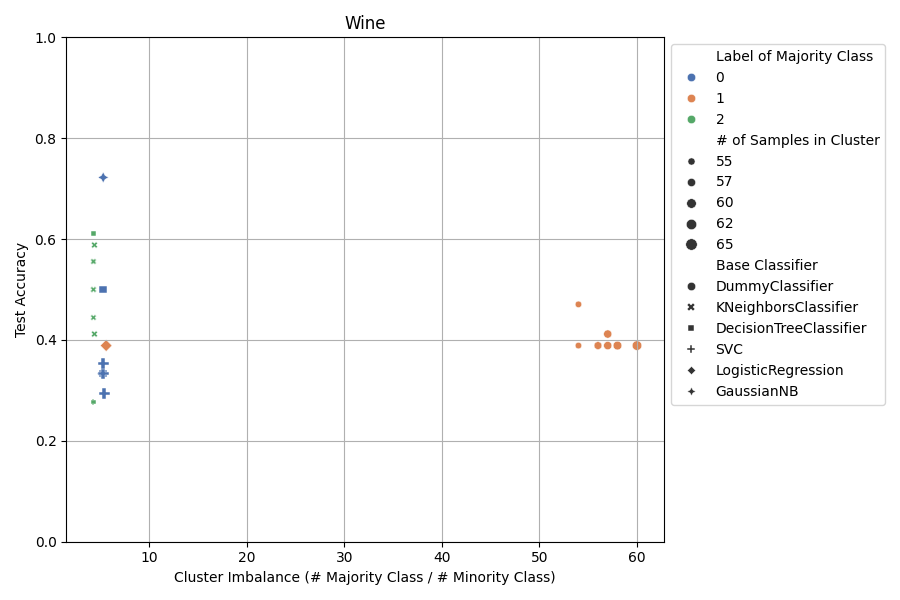 Wine
1.0
0.8
0.6
0.4
0.2
0.0
Test Accuracy
10
20
30
40
50
60
Cluster Imbalance (# Majority Class / # Minority Class)
Label of Majority Class
0
1
2
# of Samples in Cluster
55
57
60
62
65
Base Classifier
DummyClassifier
KNeighborsClassifier
DecisionTreeClassifier
SVC
LogisticRegression
GaussianNB